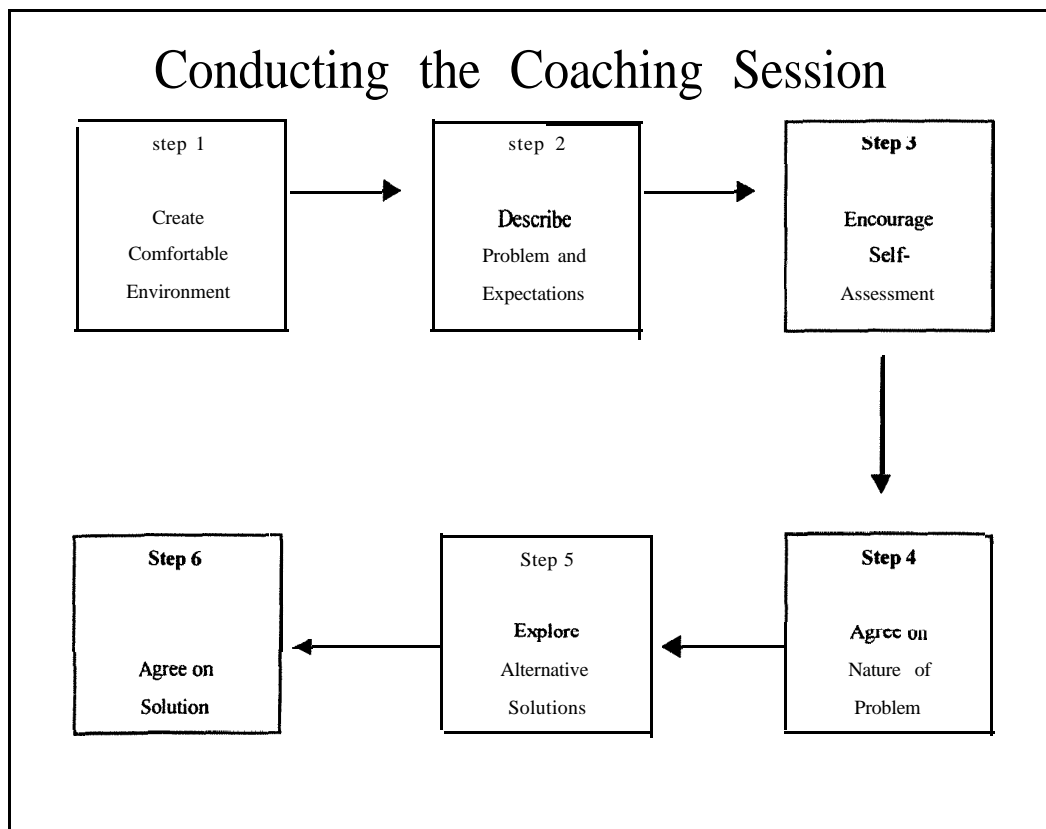 Conducting the Coaching Session
step 1
Create
Comfortable
Environment
step 2
Describe
Problem and
Expectations
Step 3
Encourage
Self-
Assessment
Step 4
Agree on
Nature of
Problem
Step 5
Explore
Alternative
Solutions
Step 6
Agree on
Solution